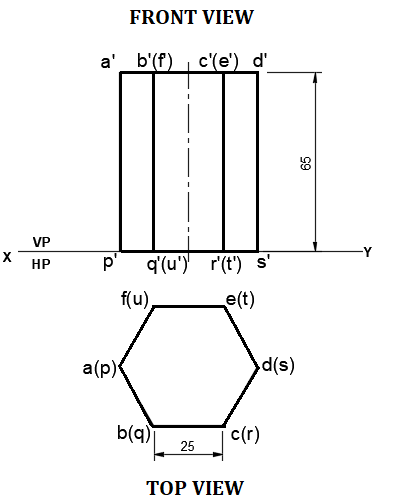 FRONT VIEW
a' b'(f') c'(e') d'
65
VP
X Y
HP
p' q'(u') r'(t') s'
f(u) e(t)
a(p) d(s)
b(q) c(r)
25
TOP VIEW